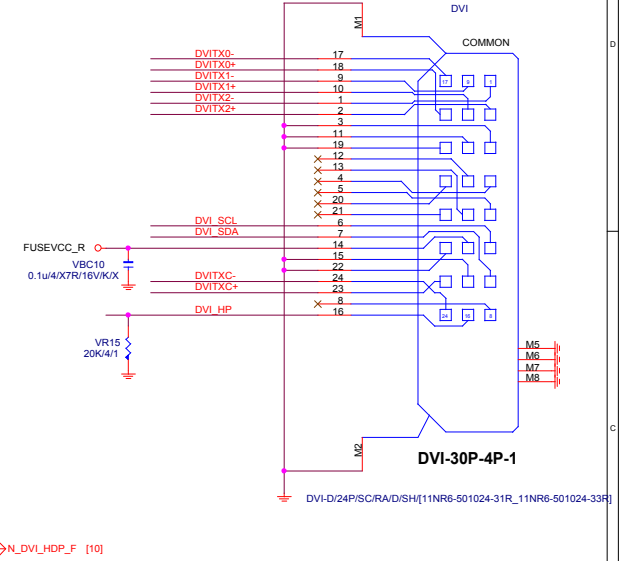 DVI
M1
D
COMMON
DVITX0- 17
DVITX0+ 18
DVITX1- 9
DVITX1+ 10
DVITX2- 1
DVITX2+ 2
3
11
19
12
13
4
5
20
21
DVI_SCL 6
DVI_SDA 7
FUSEVCC_R 14
15
22
DVITXC- 24
DVITXC+ 23
8
DVI_HP 16
17 9 1
24 16 8
VBC10
0.1u/4/X7R/16V/K/X
VR15
20K/4/1
M5
M6
M7
M8
C
M2
DVI-30P-4P-1
DVI-D/24P/SC/RA/D/SH/[11NR6-501024-31R_11NR6-501024-33R]
N_DVI_HDP_F [10]